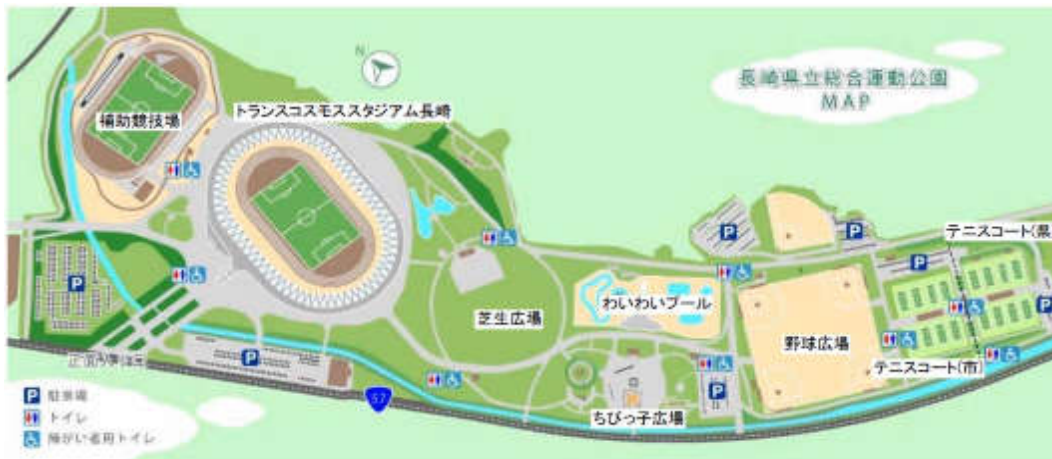 長崎県立総合運動公園
MAP
N
補助競技場
トランスコスモススタジアム長崎
テニスコート(県
わいわいプール
芝生広場
野球広場
テニスコート(市)
ちびっ子広場
57
P
P
P
P
P
P
P
P 駐車場
トイレ
障がい者用トイレ